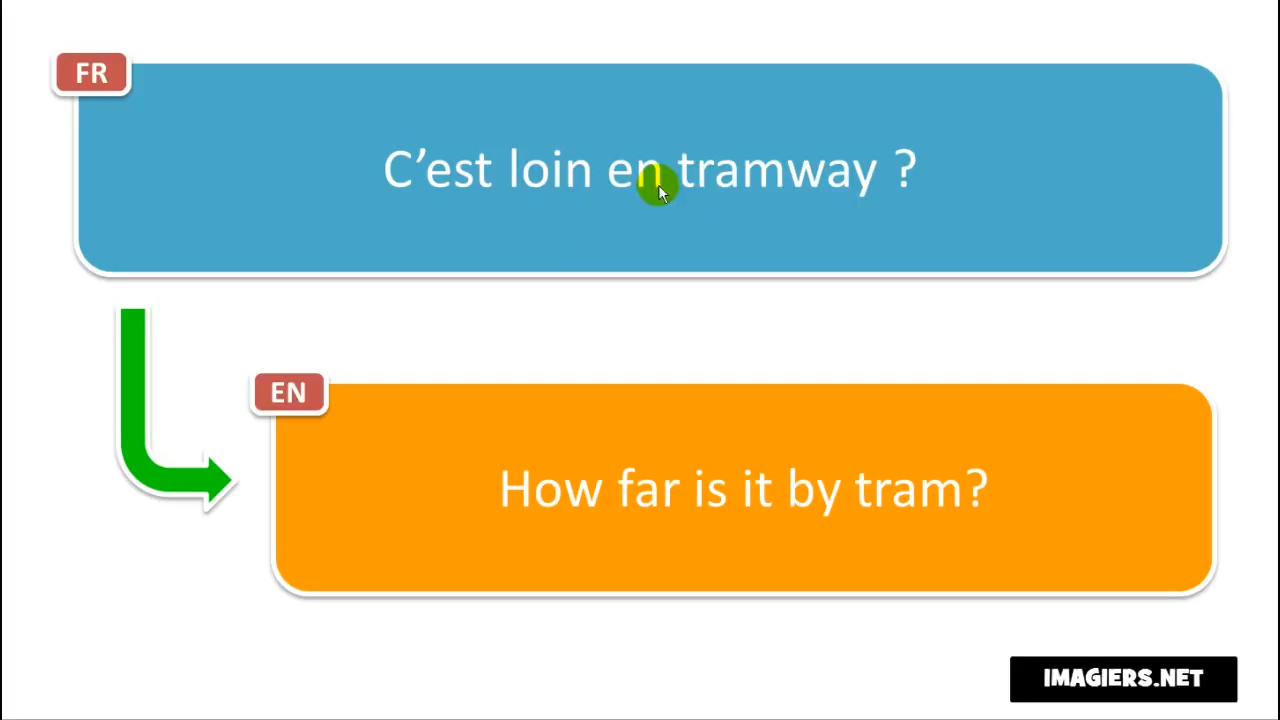 FR
C’est loin en tramway ?
EN
How far is it by tram?
IMAGIERS.NET